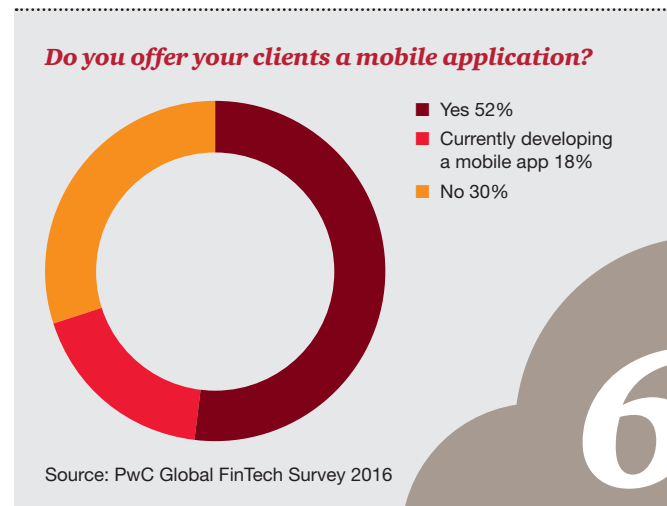 Do you offer your clients a mobile application?
Yes 52%
Currently developing
a mobile app 18%
No 30%
6
Source: PwC Global FinTech Survey 2016